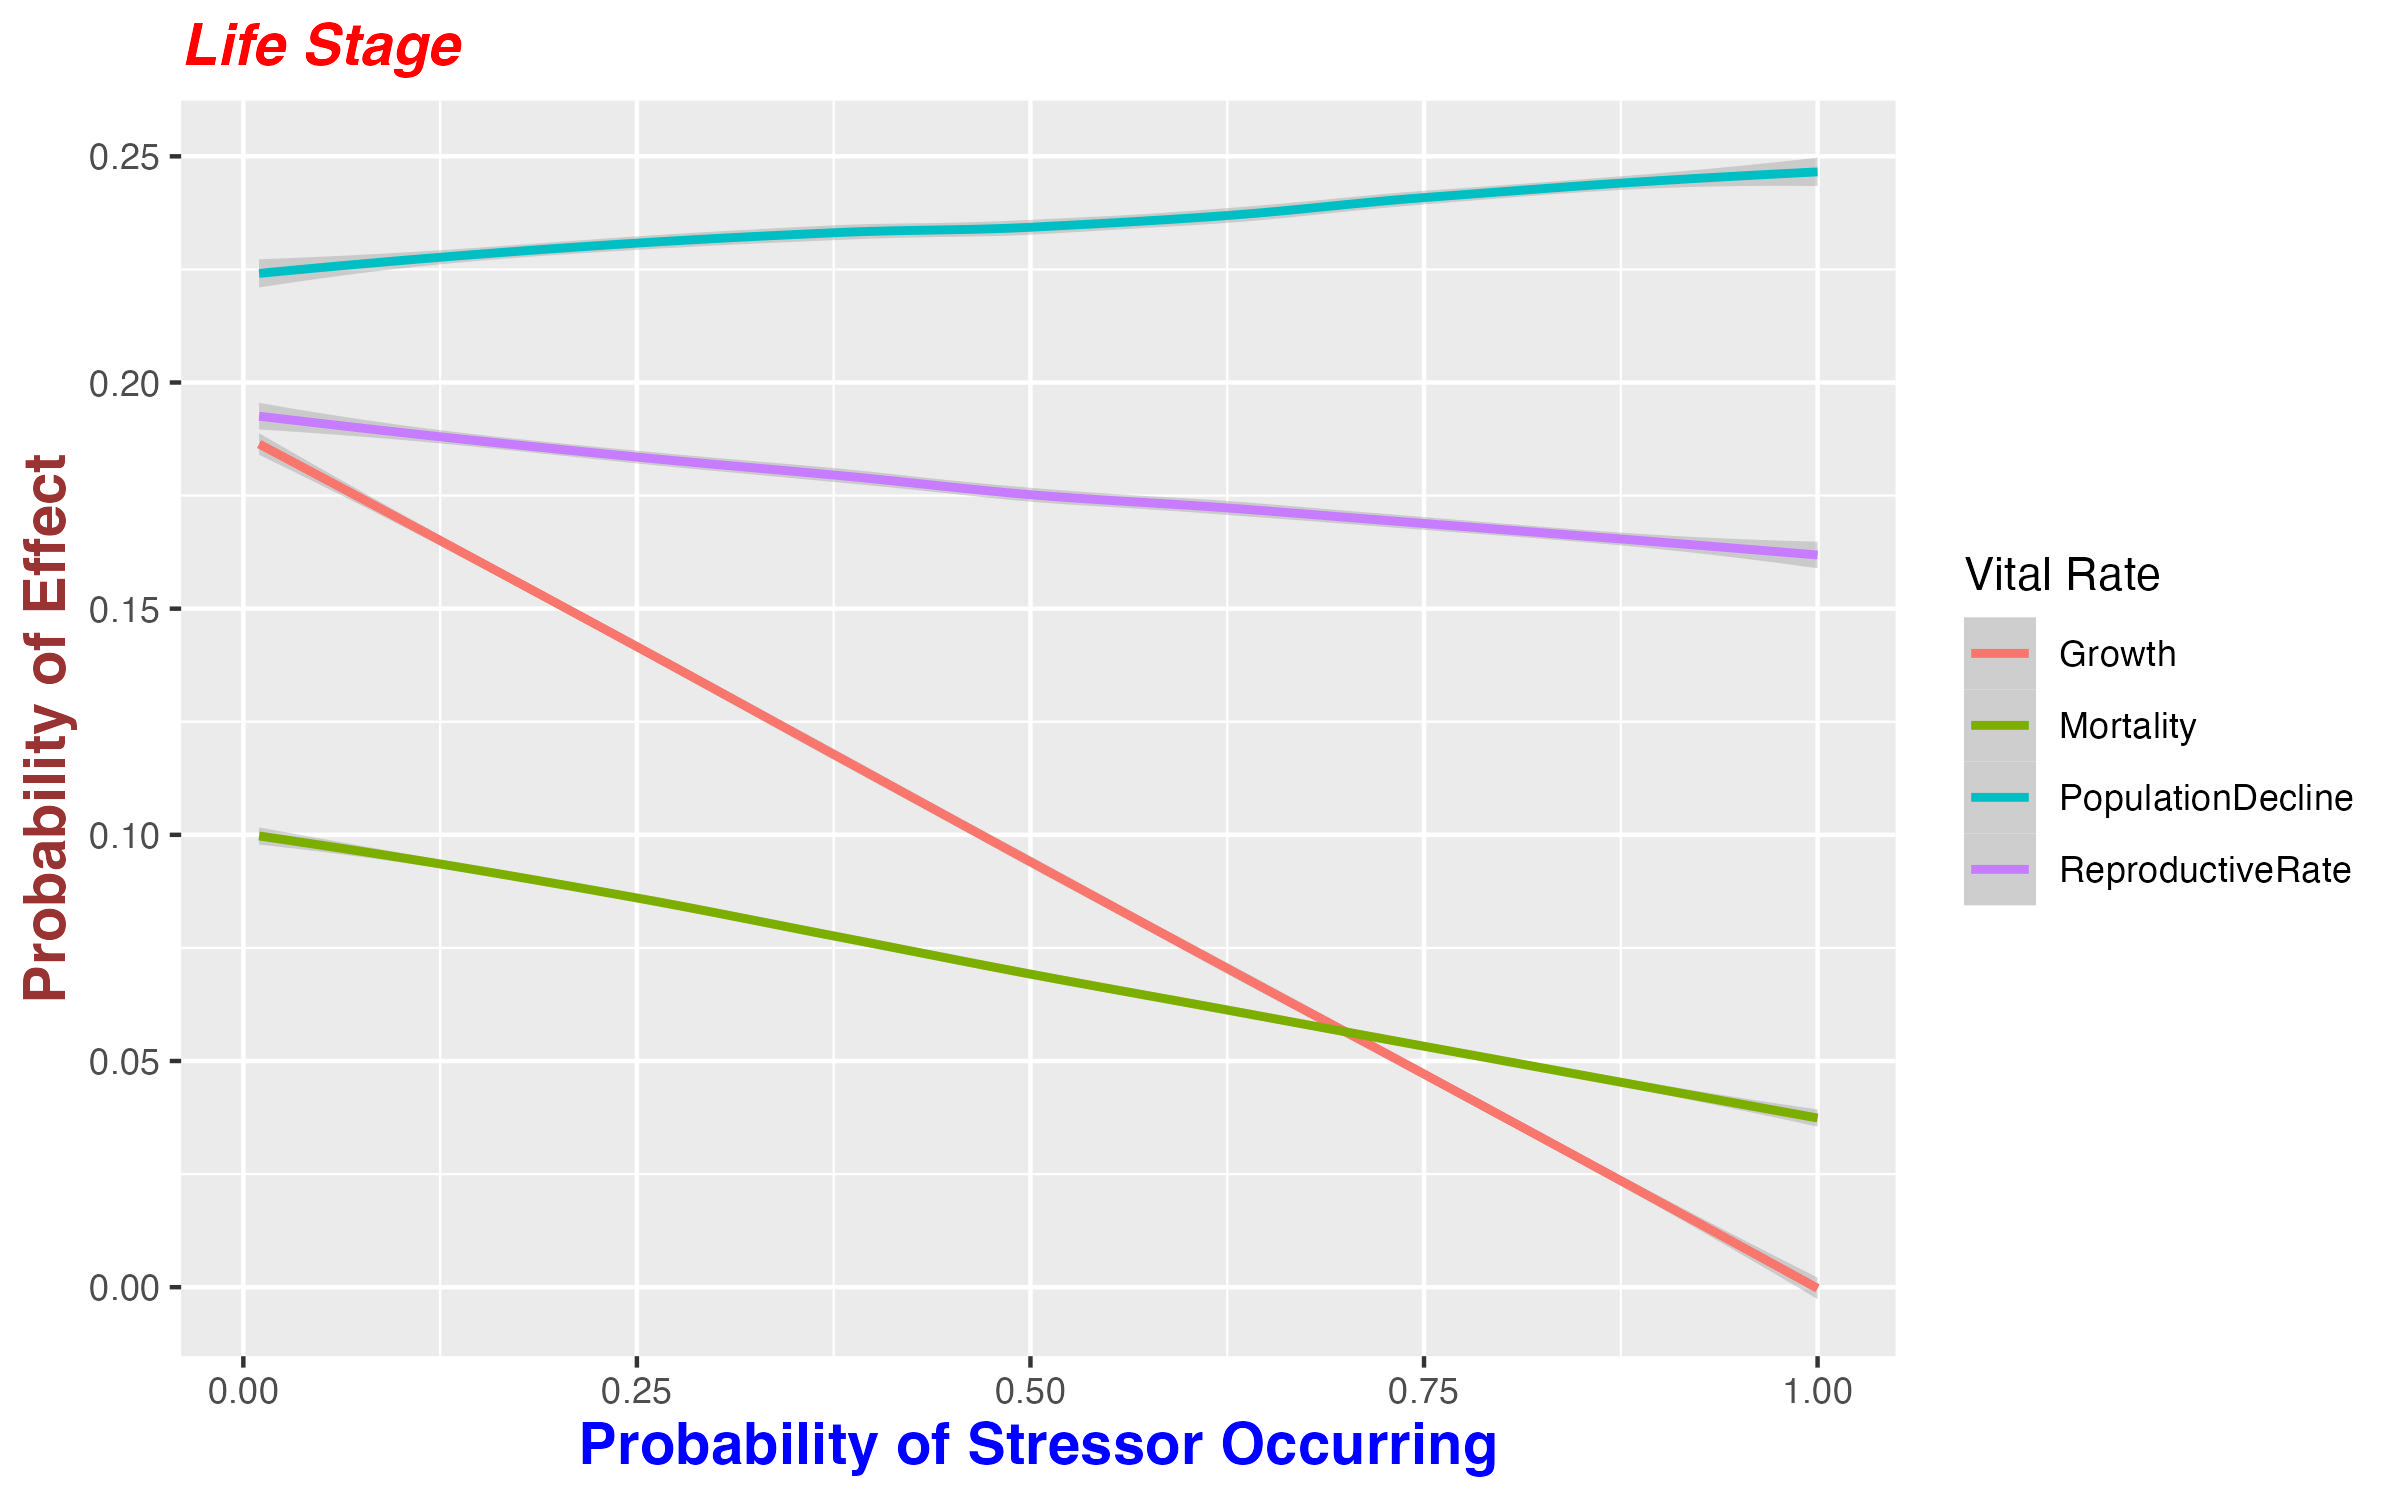 Life Stage
Probability of Effect
0.25
0.20
0.15
0.10
0.05
0.00
0.00 0.25 0.50 0.75 1.00
Probability of Stressor Occurring
Vital Rate
Growth
Mortality
PopulationDecline
ReproductiveRate